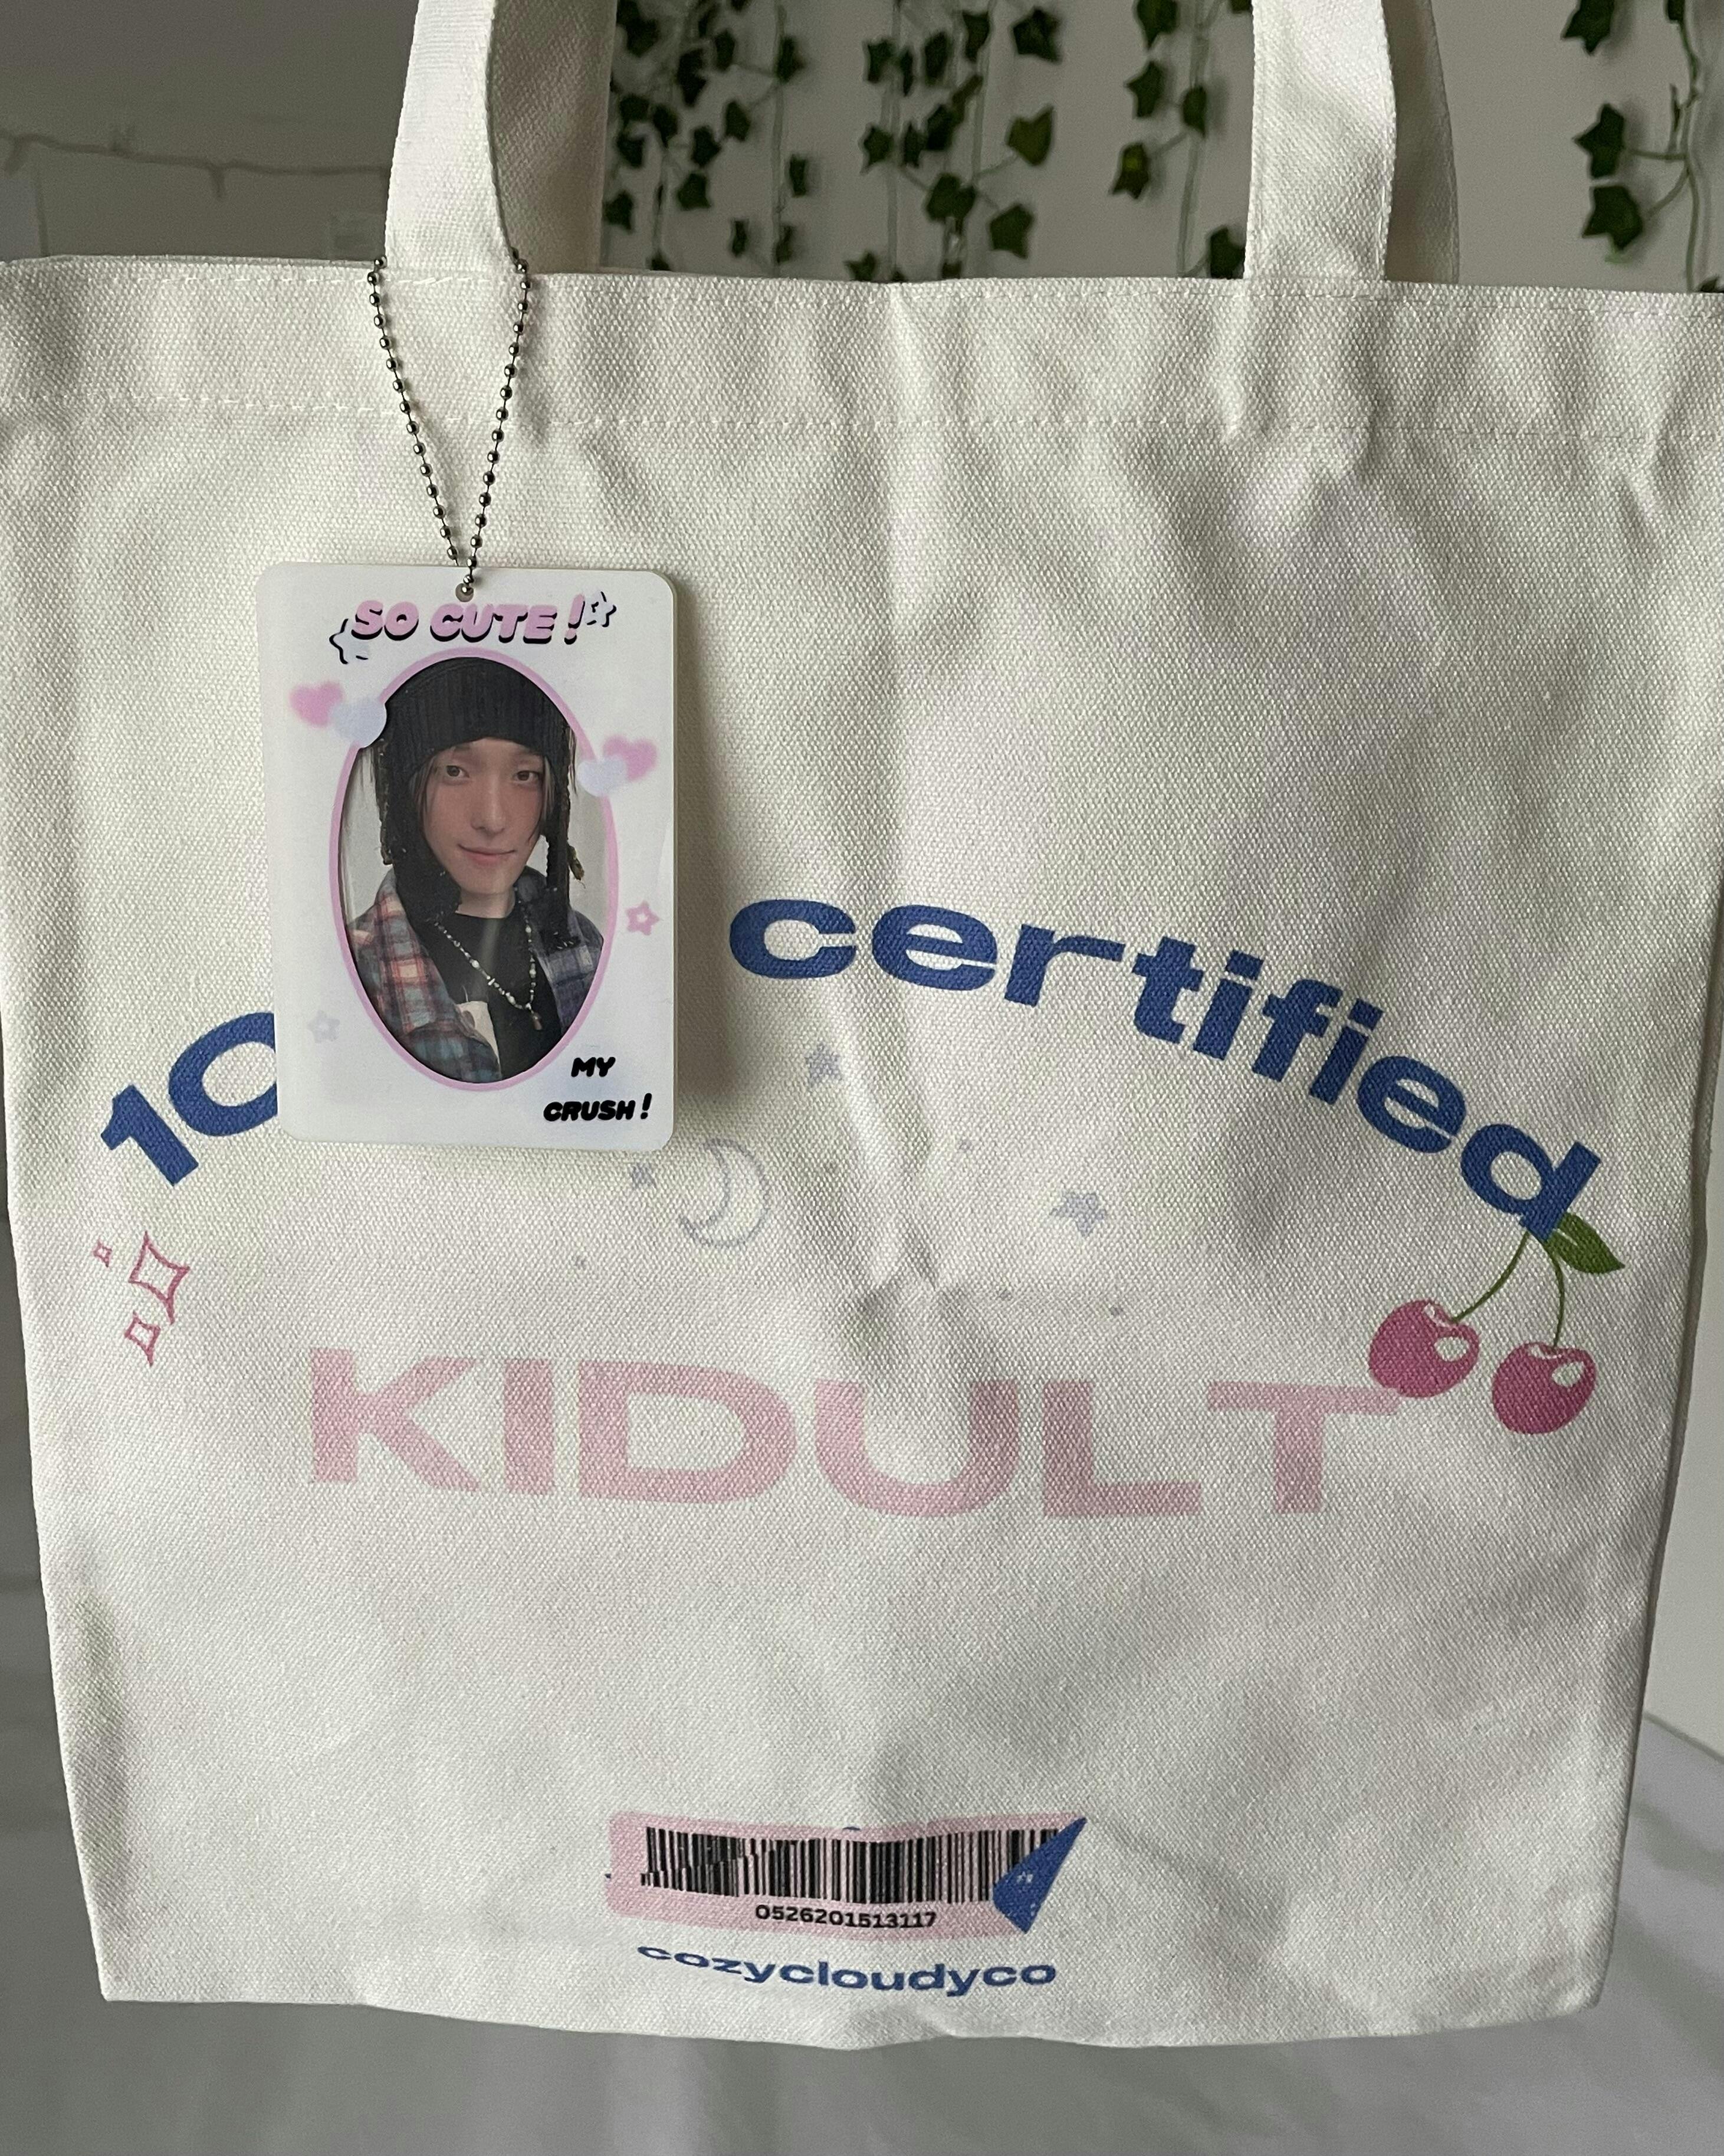 SO CUTE!
MY
CRUSH!
10
certified
KIDULT
0526201513117
cozycloudyco